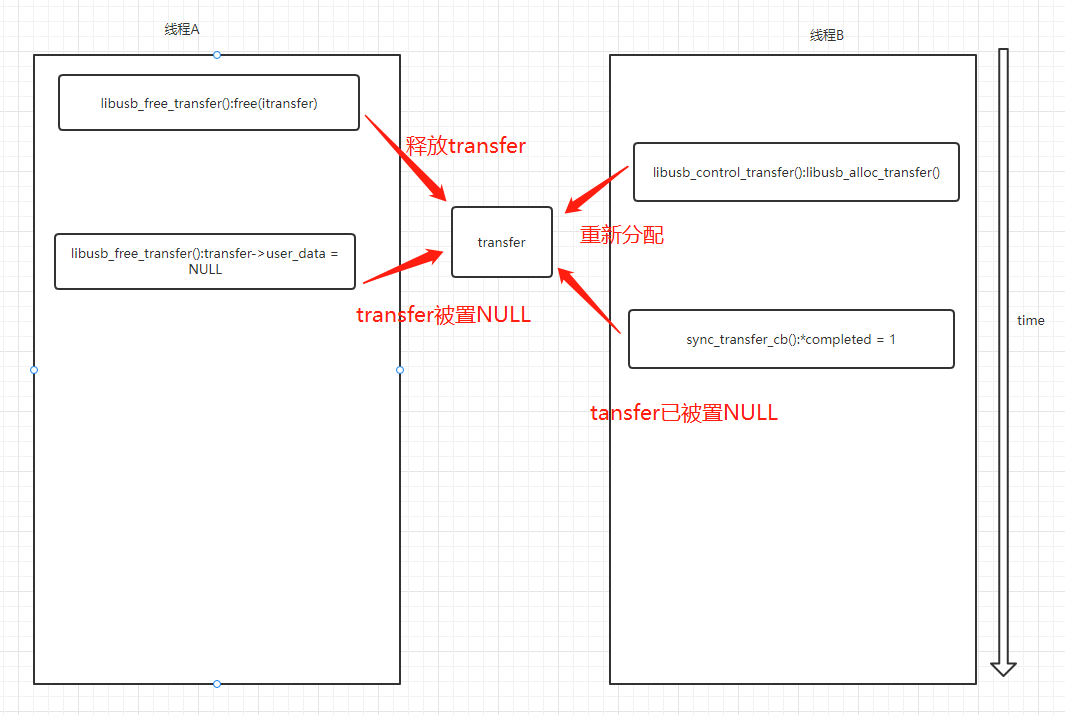 线程A
线程B
libusb_free_transfer():free(itransfer)
释放transfer
libusb_control_transfer():libusb_alloc_transfer()
重新分配
transfer
libusb_free_transfer():transfer->user_data =
NULL
transfer被置NULL
time
sync_transfer_cb():*completed = 1
tansfer已被置NULL